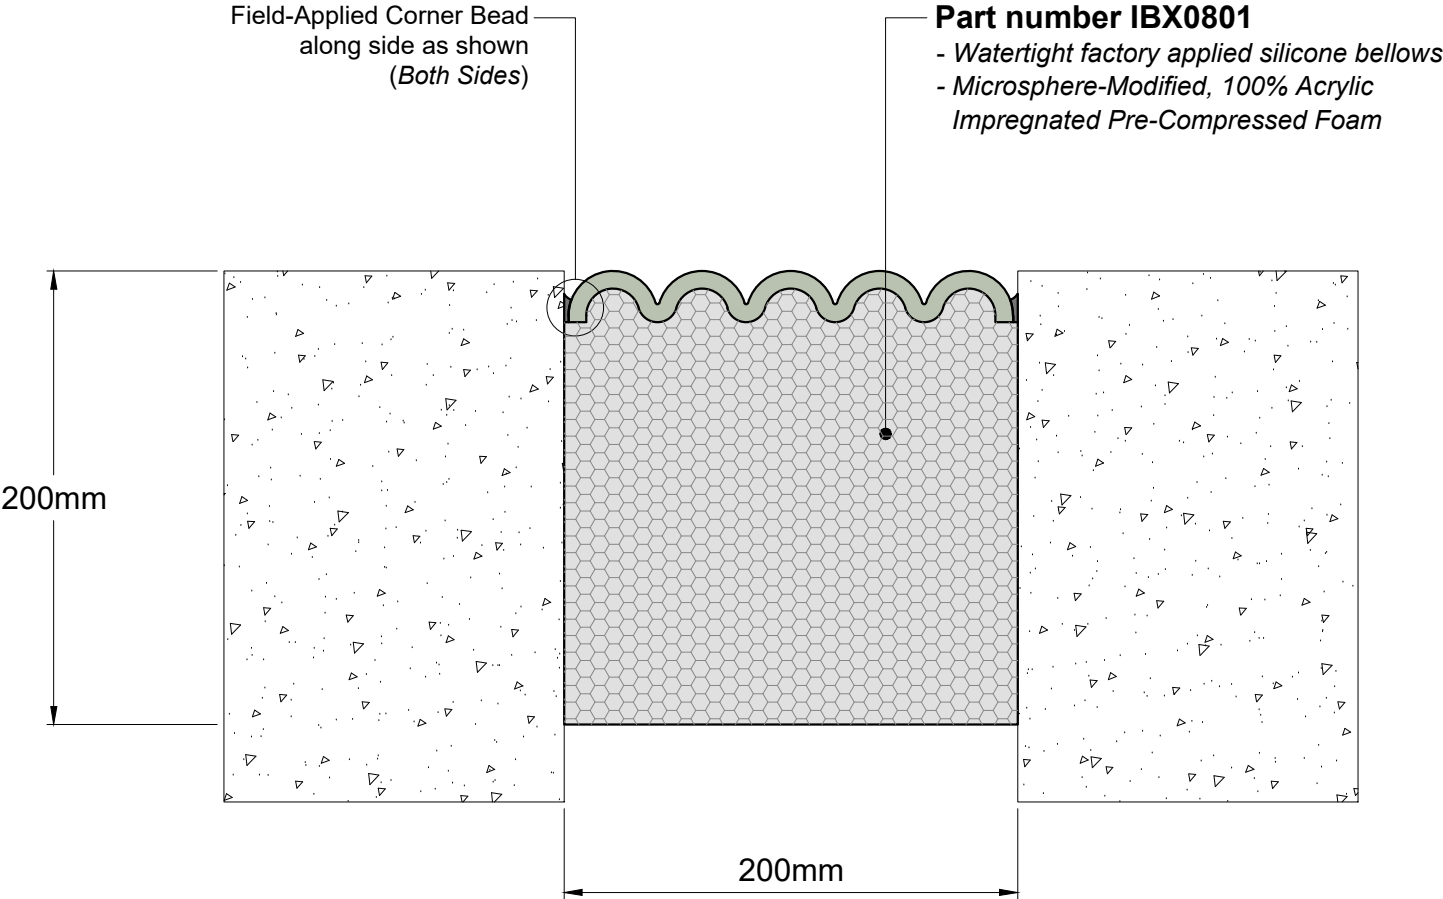 Field-Applied Corner Bead
along side as shown
(Both Sides)
Part number IBX0801
- Watertight factory applied silicone bellows
- Microsphere-Modified, 100% Acrylic
Impregnated Pre-Compressed Foam
200mm
200mm